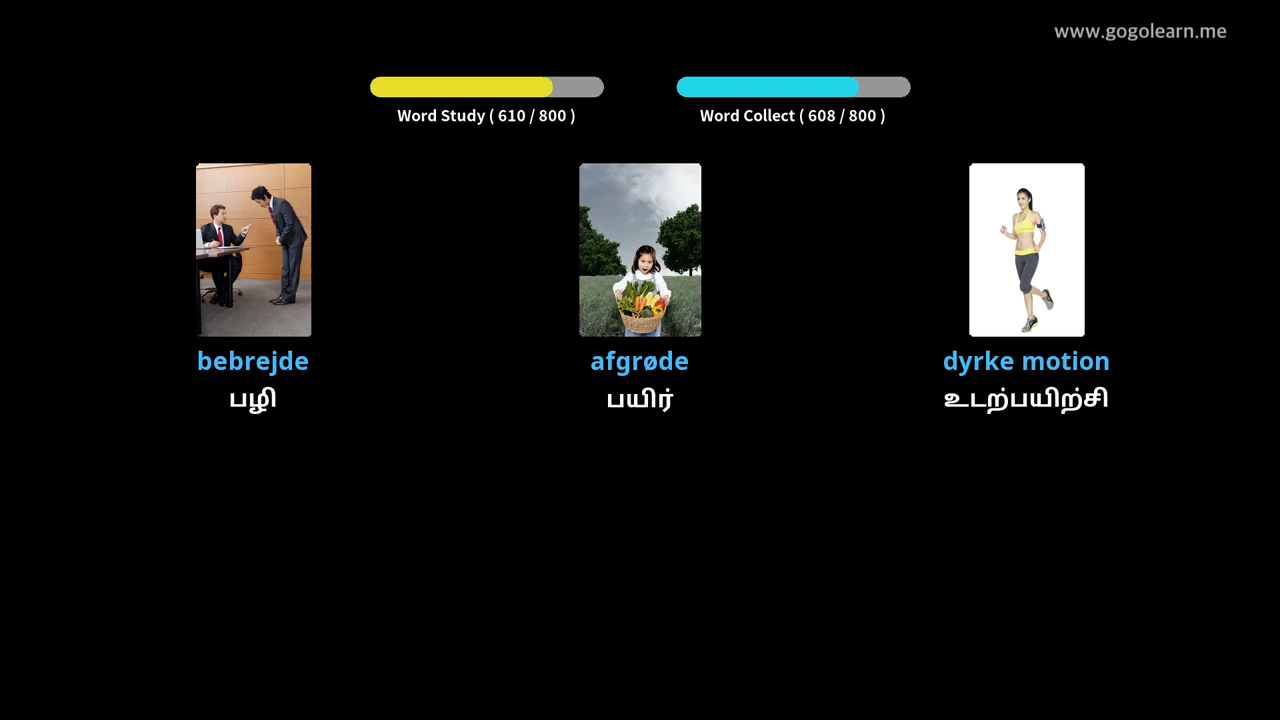 www.gogolearn.me
Word Study ( 610 / 800 )
Word Collect ( 608 / 800 )
bebrejde
afgrøde
dyrke motion
பழி
பயிர்
உடற்பயிற்சி